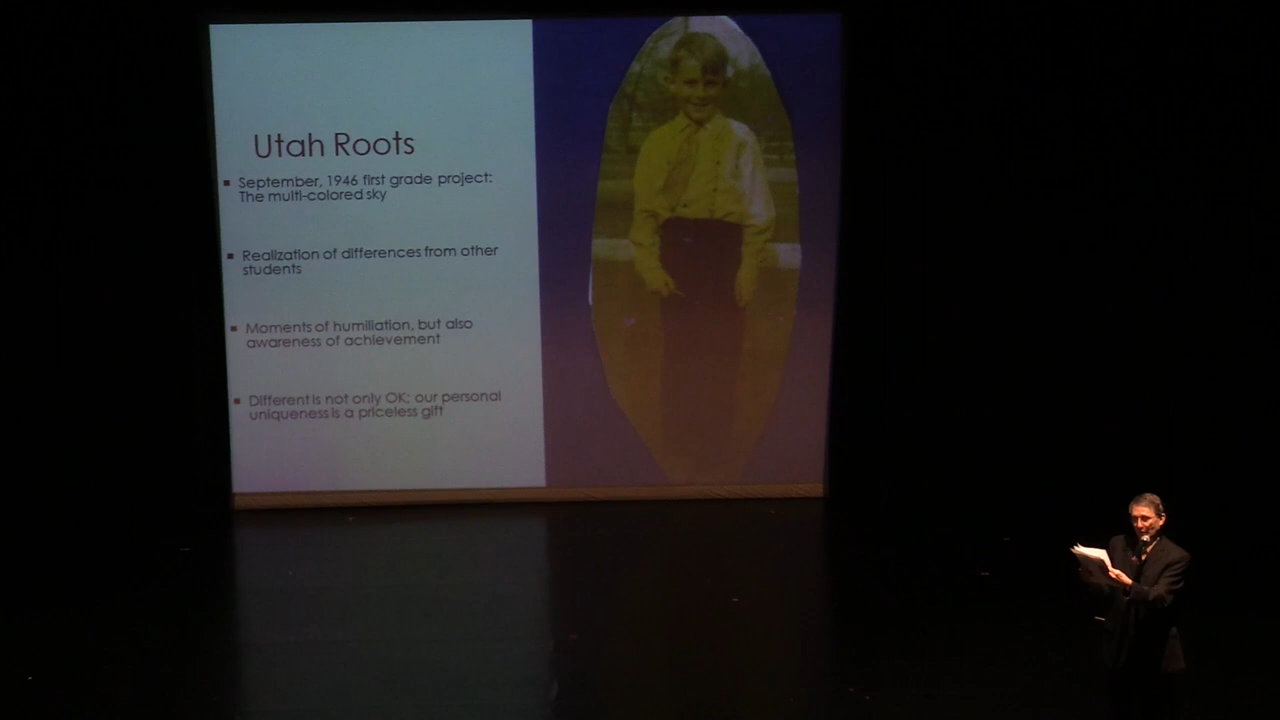 Utah Roots
▪ September, 1946 first grade project:
The multi-colored sky
▪ Realization of differences from other
students
▪ Moments of humiliation, but also
awareness of achievement
▪ Different is not only OK; our personal
uniqueness is a priceless gift